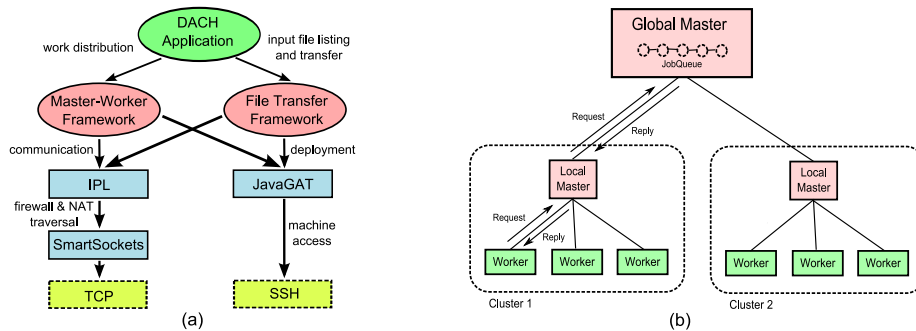 DACH
Application
work distribution
input file listing
and transfer
Master-Worker
Framework
File Transfer
Framework
communication
deployment
IPL
JavaGAT
firewall & NAT
traversal
SmartSockets
machine
access
TCP
SSH
(a)
Global Master
JobQueue
Request
Reply
Local
Master
Local
Master
Request
Reply
Worker
Worker
Worker
Worker
Worker
Worker
Cluster 1
Cluster 2
(b)